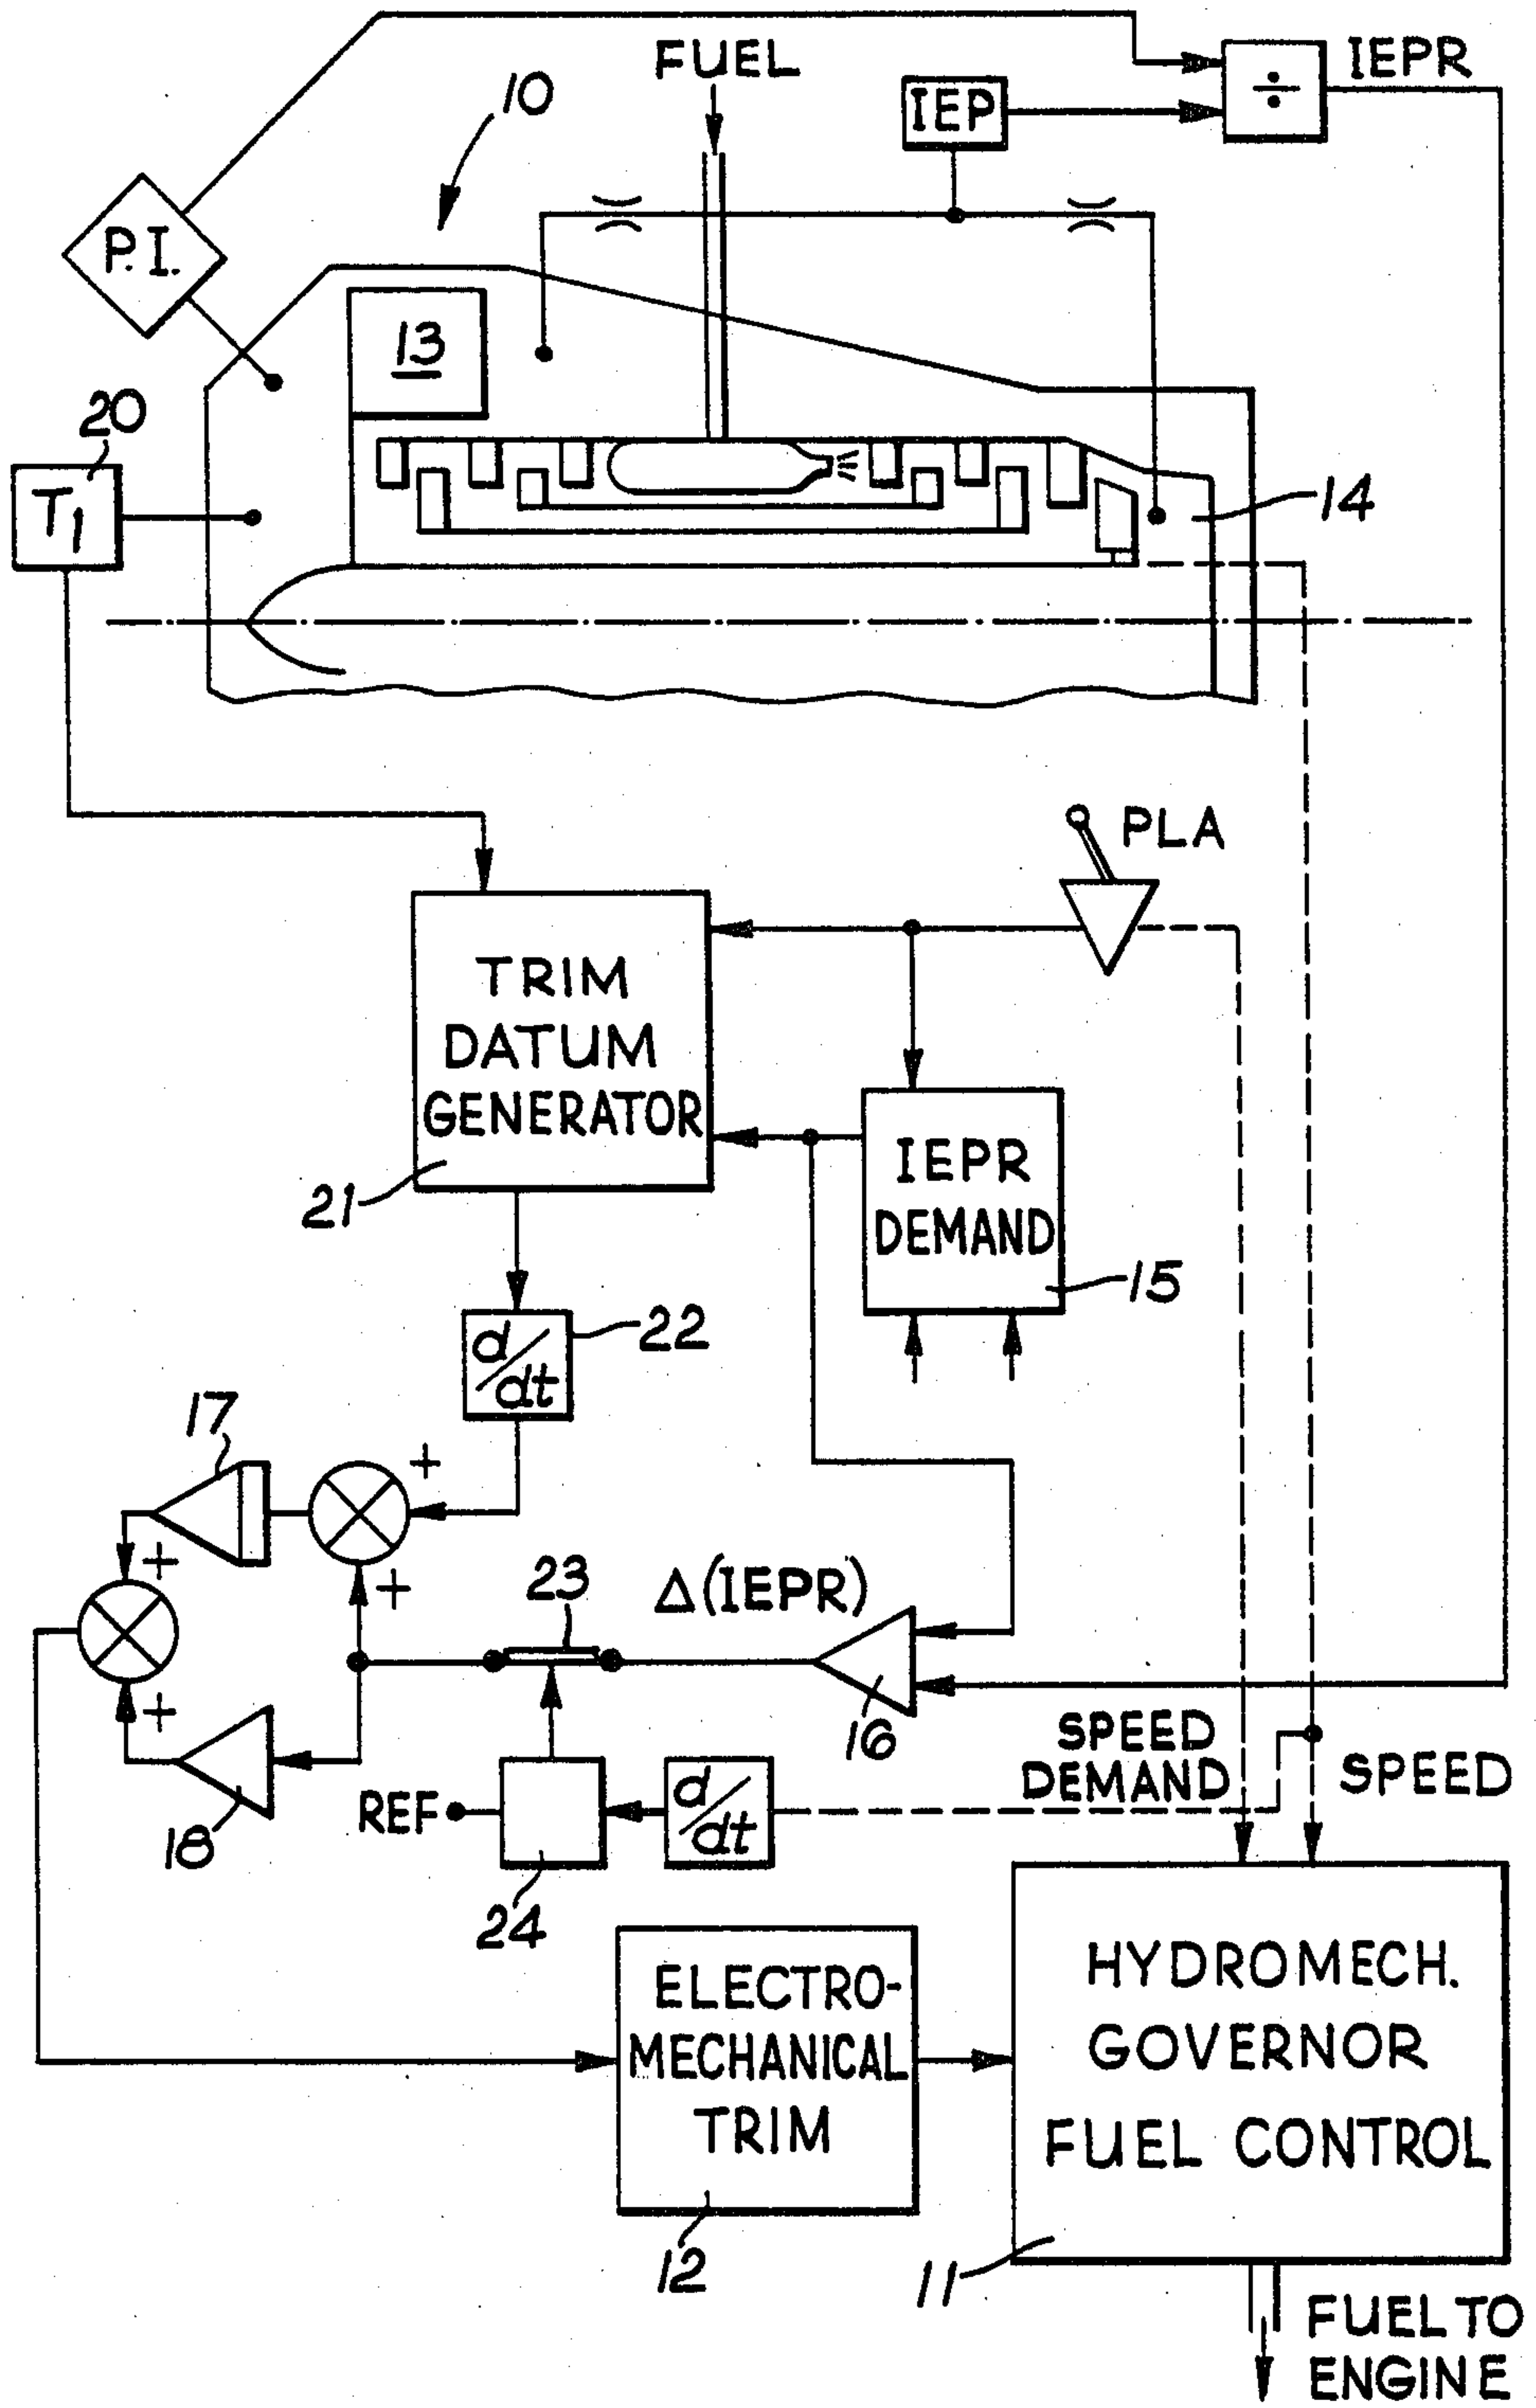 FUEL
IEPR
÷
IEP
10
P.I.
13
20
T1
14
PLA
TRIM
DATUM
GENERATOR
21
IEPR
DEMAND
15
d/dt
22
17
+
+
+
23
Δ(IEPR)
+
16
18
REF
24
d/dt
SPEED
DEMAND
SPEED
ELECTRO-
MECHANICAL
TRIM
12
HYDROMECH.
GOVERNOR
FUEL CONTROL
11
FUEL TO
ENGINE